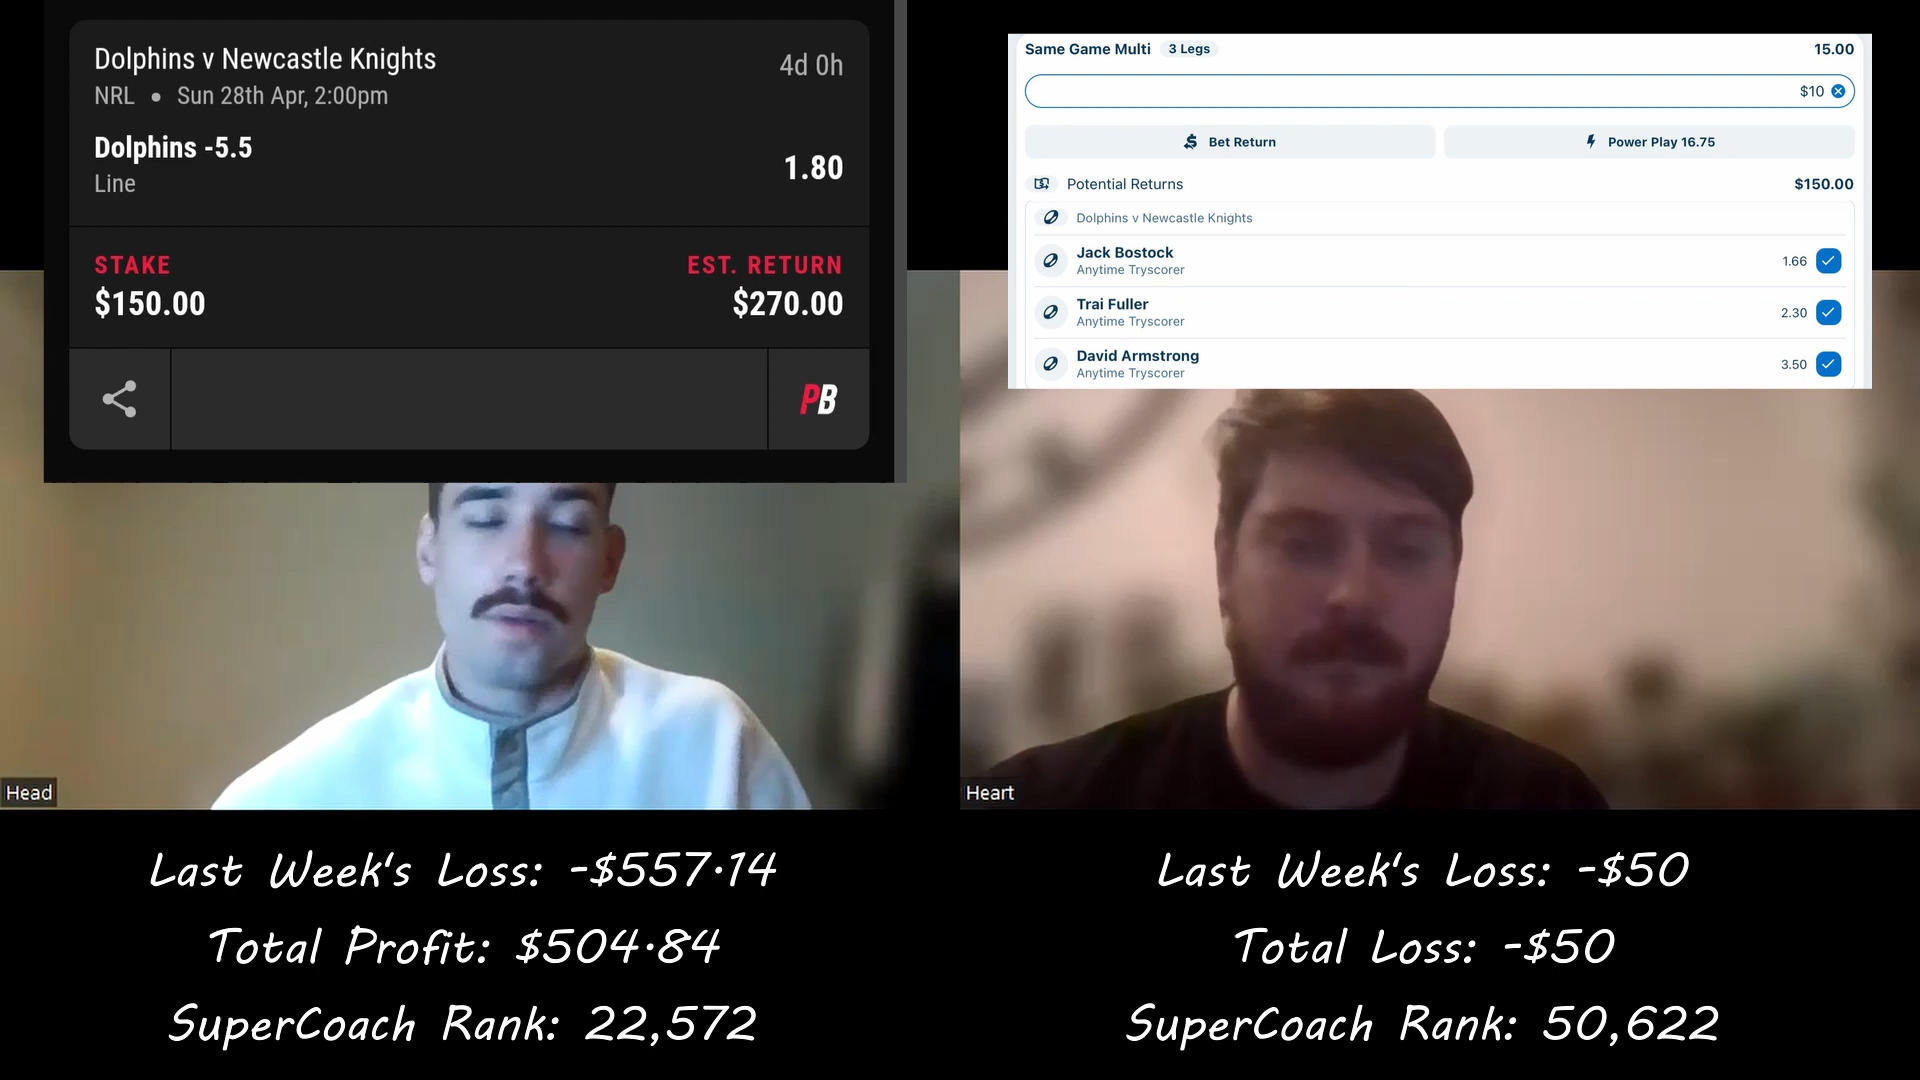 Dolphins v Newcastle Knights
4d 0h
NRL • Sun 28th Apr, 2:00pm
Dolphins -5.5
1.80
Line
STAKE
EST. RETURN
$150.00
$270.00
PB
Same Game Multi 3 Legs 15.00
$10
Bet Return
Power Play 16.75
Potential Returns $150.00
Dolphins v Newcastle Knights
Jack Bostock
Anytime Tryscorer
1.66
Trai Fuller
Anytime Tryscorer
2.30
David Armstrong
Anytime Tryscorer
3.50
Head
Heart
Last Week's Loss: -$557.14
Total Profit: $504.84
SuperCoach Rank: 22,572
Last Week's Loss: -$50
Total Loss: -$50
SuperCoach Rank: 50,622